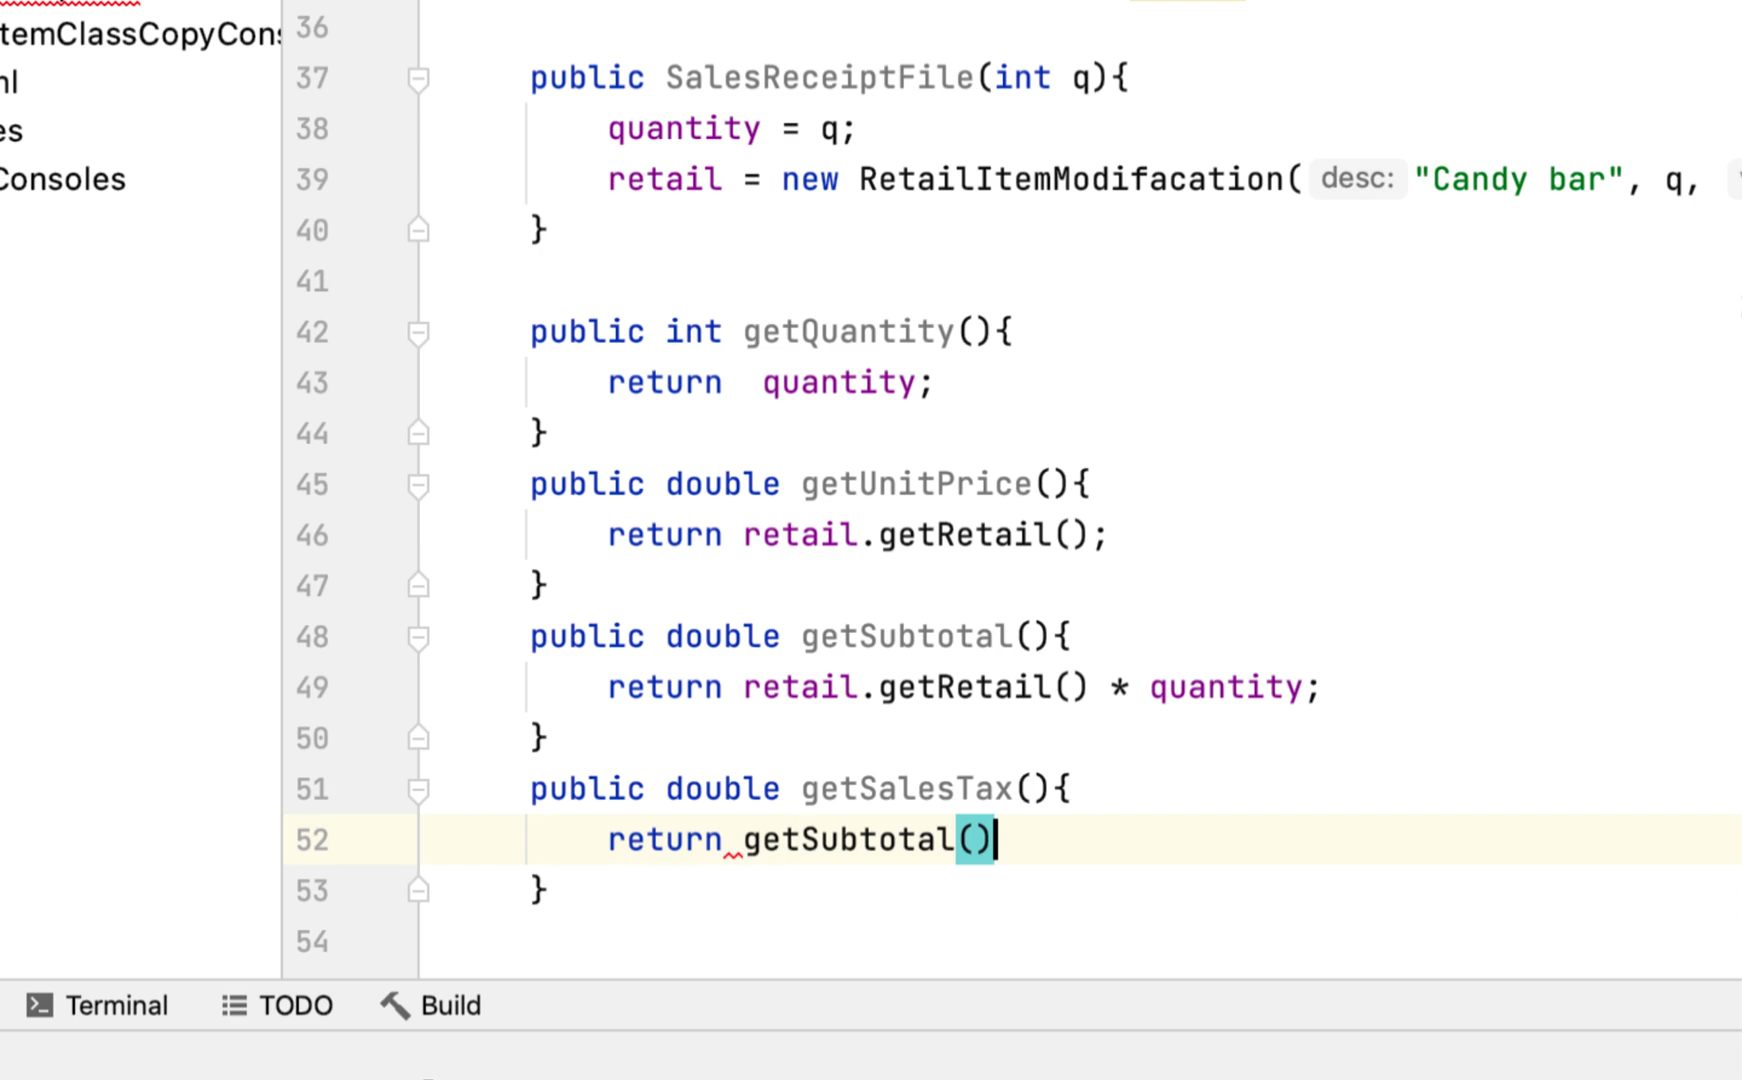 temClassCopyCons
nl
es
Consoles
36
37 public SalesReceiptFile(int q){
38 quantity = q;
39 retail = new RetailItemModifacation( desc: "Candy bar", q,
40 }
41
42 public int getQuantity(){
43 return  quantity;
44 }
45 public double getUnitPrice(){
46 return retail.getRetail();
47 }
48 public double getSubtotal(){
49 return retail.getRetail() * quantity;
50 }
51 public double getSalesTax(){
52 return getSubtotal()
53 }
54
Terminal TODO Build